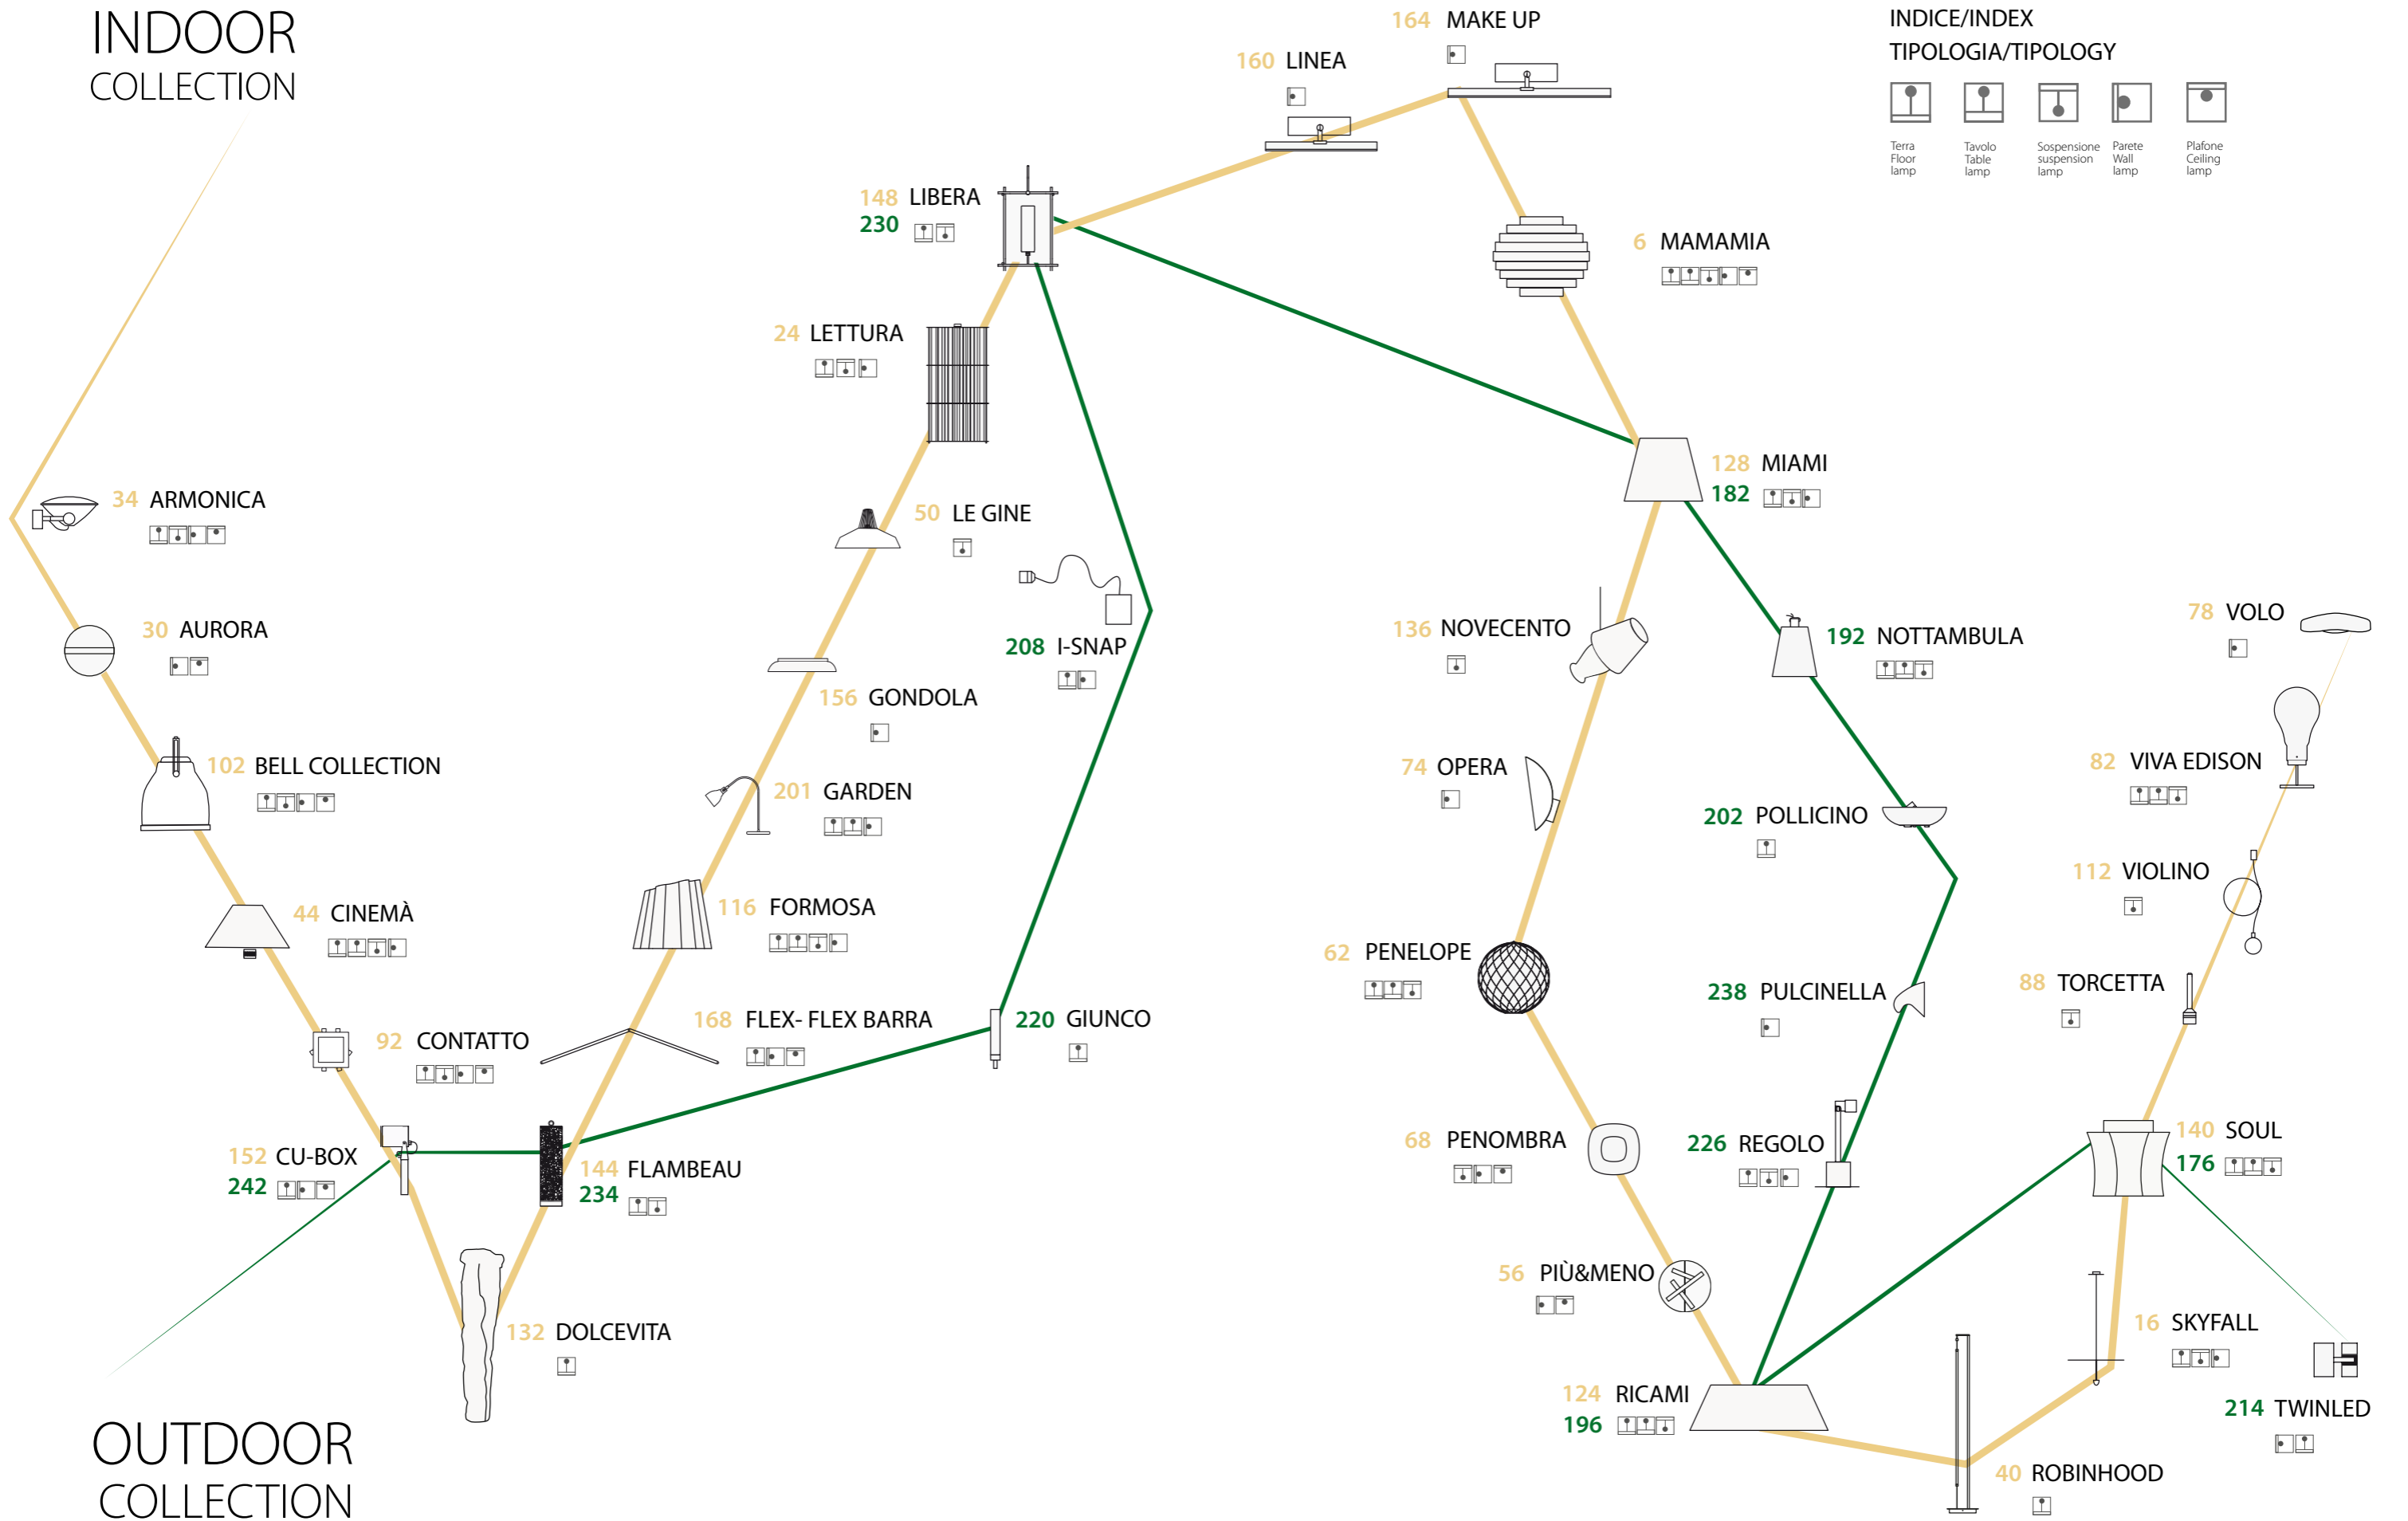 INDOOR
COLLECTION
164 MAKE UP
160 LINEA
INDICE/INDEX
TIPOLOGIA/TIPOLOGY
Terra
Floor
lamp
Tavolo
Table
lamp
Sospensione
suspension
lamp
Parete
Wall
lamp
Plafone
Ceiling
lamp
148 LIBERA
230
6 MAMAMIA
24 LETTURA
128 MIAMI
182
34 ARMONICA
50 LE GINE
30 AURORA
208 I-SNAP
136 NOVECENTO
192 NOTTAMBULA
78 VOLO
156 GONDOLA
102 BELL COLLECTION
201 GARDEN
74 OPERA
202 POLLICINO
82 VIVA EDISON
44 CINEMÀ
116 FORMOSA
112 VIOLINO
62 PENELOPE
238 PULCINELLA
88 TORCETTA
92 CONTATTO
168 FLEX- FLEX BARRA
220 GIUNCO
152 CU-BOX
242
144 FLAMBEAU
234
68 PENOMBRA
226 REGOLO
140 SOUL
176
56 PIÙ&MENO
132 DOLCEVITA
16 SKYFALL
124 RICAMI
196
214 TWINLED
40 ROBINHOOD
OUTDOOR
COLLECTION